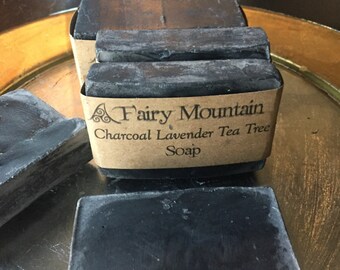 Fairy Mountain
Charcoal Lavender Tea Tree
Soap